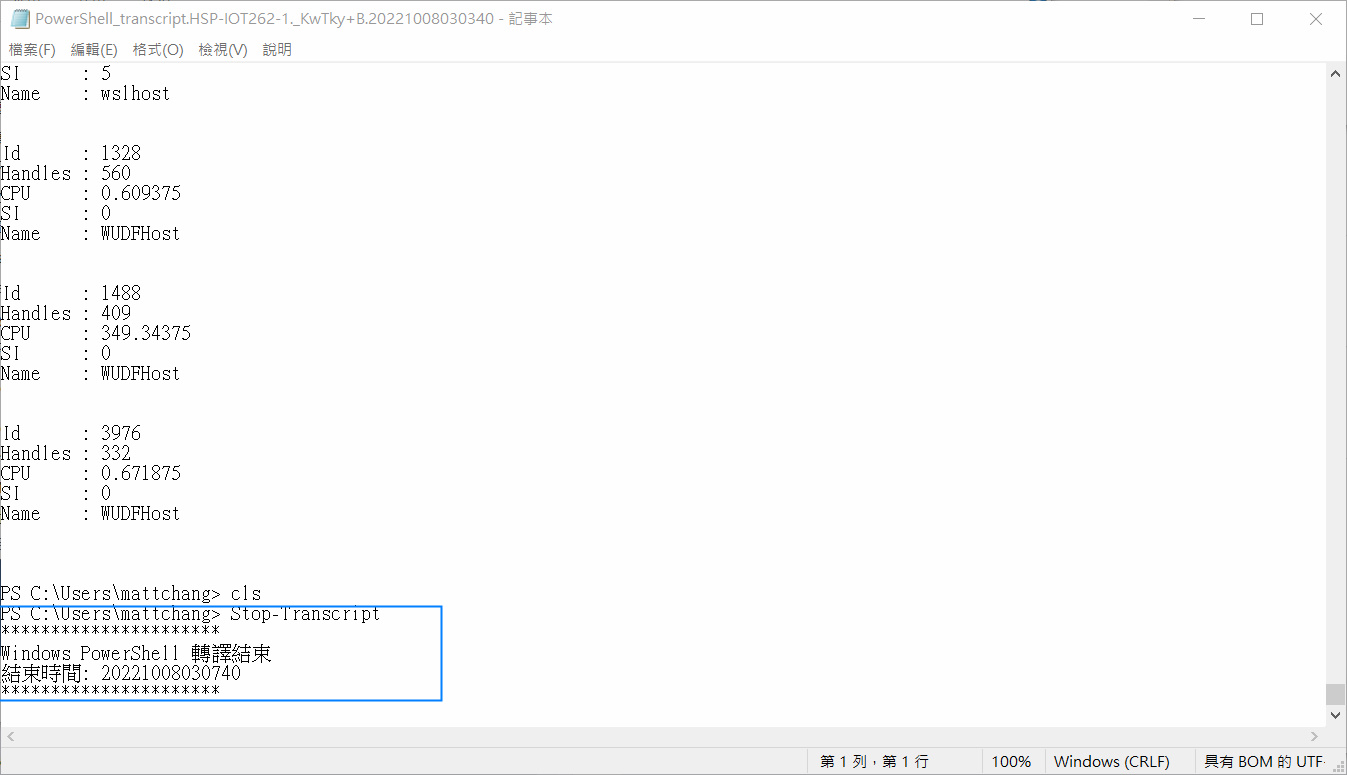 PowerShell_transcript.HSP-IOT262-1._KwTky+B.20221008030340 - 記事本
檔案(F) 編輯(E) 格式(O) 檢視(V) 說明
SI      : 5
Name    : wslhost
Id      : 1328
Handles : 560
CPU     : 0.609375
SI      : 0
Name    : WUDFHost
Id      : 1488
Handles : 409
CPU     : 349.34375
SI      : 0
Name    : WUDFHost
Id      : 3976
Handles : 332
CPU     : 0.671875
SI      : 0
Name    : WUDFHost
PS C:\Users\mattchang> cls
PS C:\Users\mattchang> Stop-Transcript
**********************
Windows PowerShell 轉譯結束
結束時間: 20221008030740
**********************
第 1 列，第 1 行 100% Windows (CRLF) 具有 BOM 的 UTF-